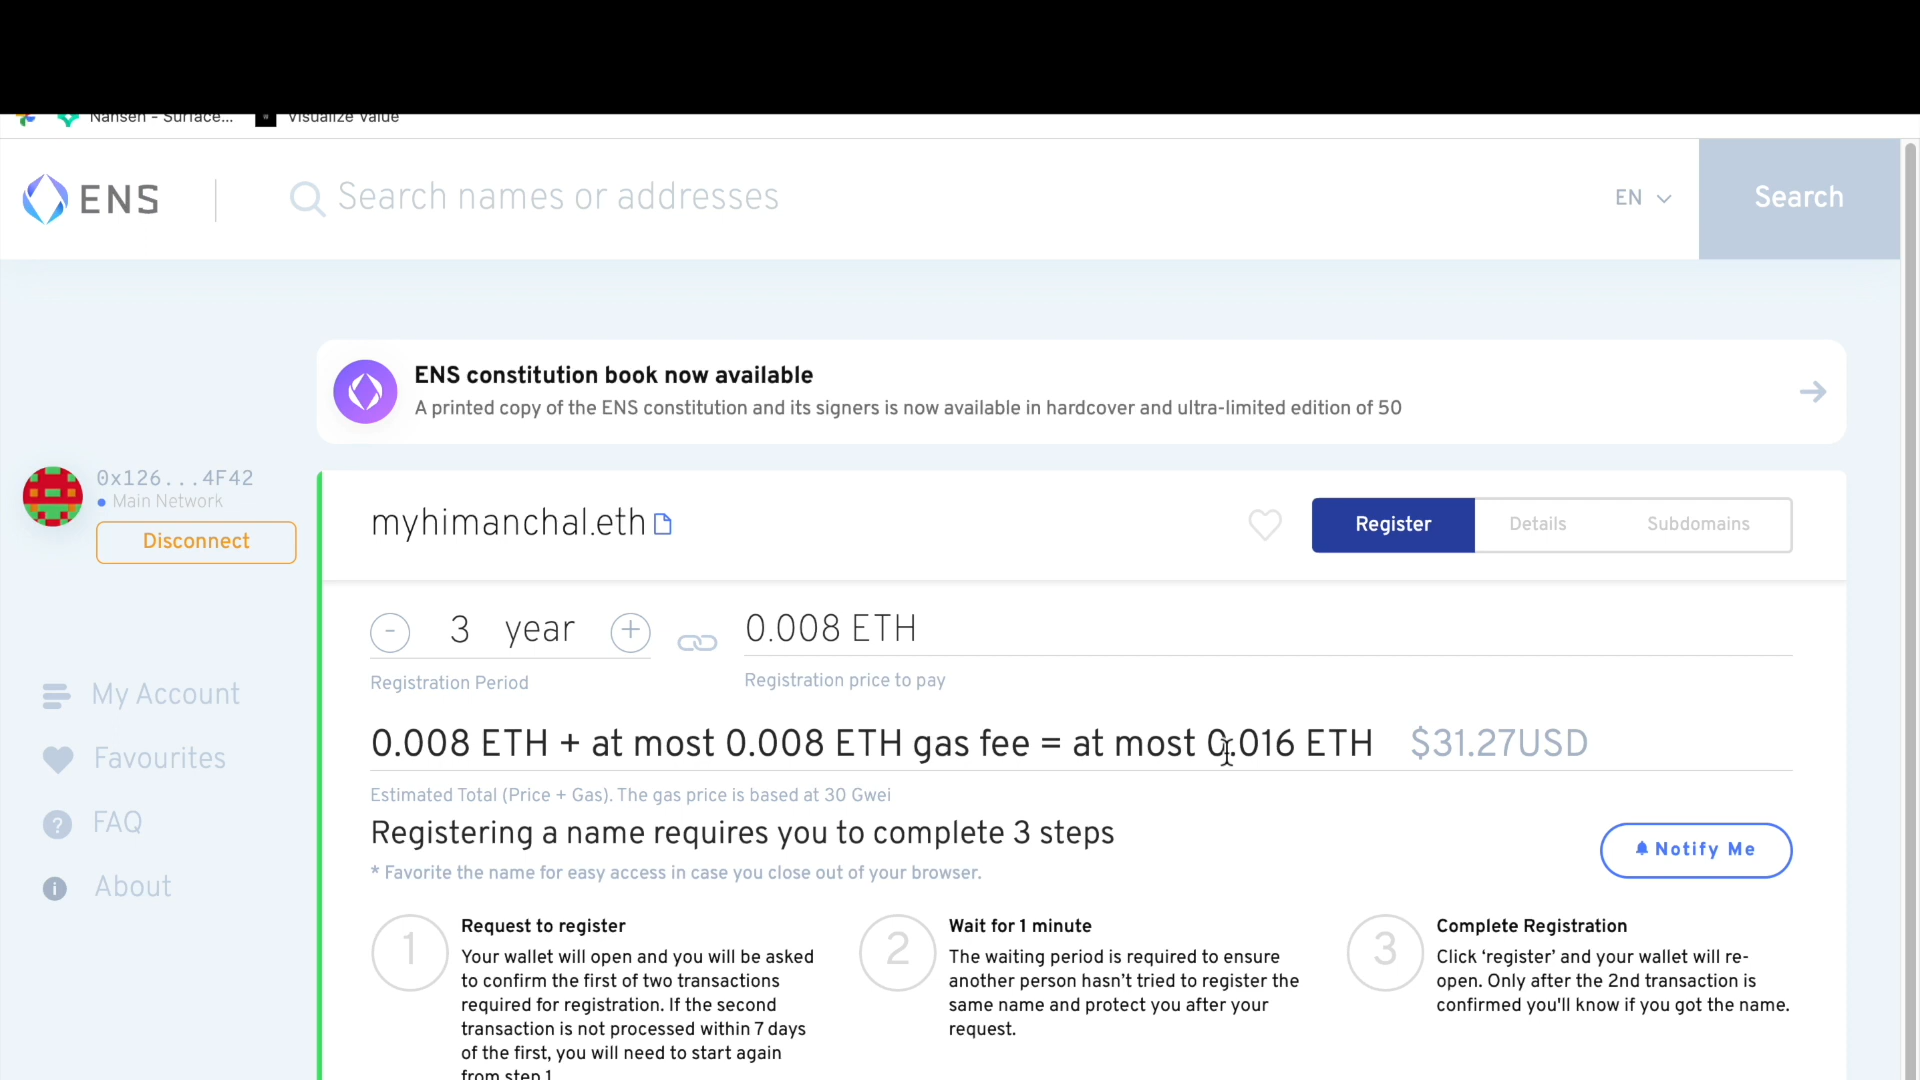 Nansen - Surface... Visualize Value
ENS
Search names or addresses
EN
Search
ENS constitution book now available
A printed copy of the ENS constitution and its signers is now available in hardcover and ultra-limited edition of 50
0x126...4F42
Main Network
Disconnect
myhimanchal.eth
Register
Details
Subdomains
- 3 year +
0.008 ETH
Registration Period
Registration price to pay
0.008 ETH + at most 0.008 ETH gas fee = at most 0.016 ETH $31.27USD
Estimated Total (Price + Gas). The gas price is based at 30 Gwei
Registering a name requires you to complete 3 steps
* Favorite the name for easy access in case you close out of your browser.
Notify Me
My Account
Favourites
? FAQ
i About
1
Request to register
Your wallet will open and you will be asked
to confirm the first of two transactions
required for registration. If the second
transaction is not processed within 7 days
of the first, you will need to start again
from step 1
2
Wait for 1 minute
The waiting period is required to ensure
another person hasn't tried to register the
same name and protect you after your
request.
3
Complete Registration
Click ‘register’ and your wallet will re-
open. Only after the 2nd transaction is
confirmed you'll know if you got the name.